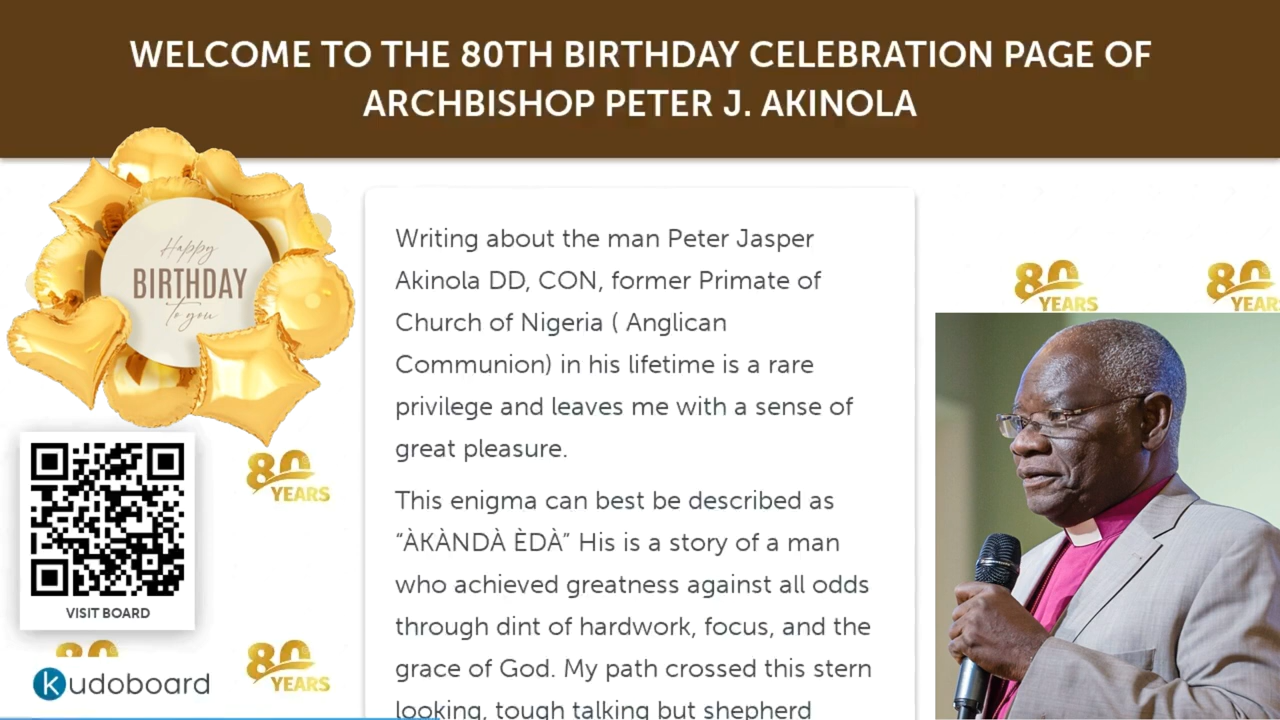 WELCOME TO THE 80TH BIRTHDAY CELEBRATION PAGE OF
ARCHBISHOP PETER J. AKINOLA
Happy
BIRTHDAY
to you
VISIT BOARD
kudoboard
80
YEARS
80
YEARS
80
Writing about the man Peter Jasper
Akinola DD, CON, former Primate of
Church of Nigeria ( Anglican
Communion) in his lifetime is a rare
privilege and leaves me with a sense of
great pleasure.
This enigma can best be described as
“ÀKÀNDÀ ÈDÀ” His is a story of a man
who achieved greatness against all odds
through dint of hardwork, focus, and the
grace of God. My path crossed this stern
looking, tough talking but shepherd
80
YEARS
80
YEAR